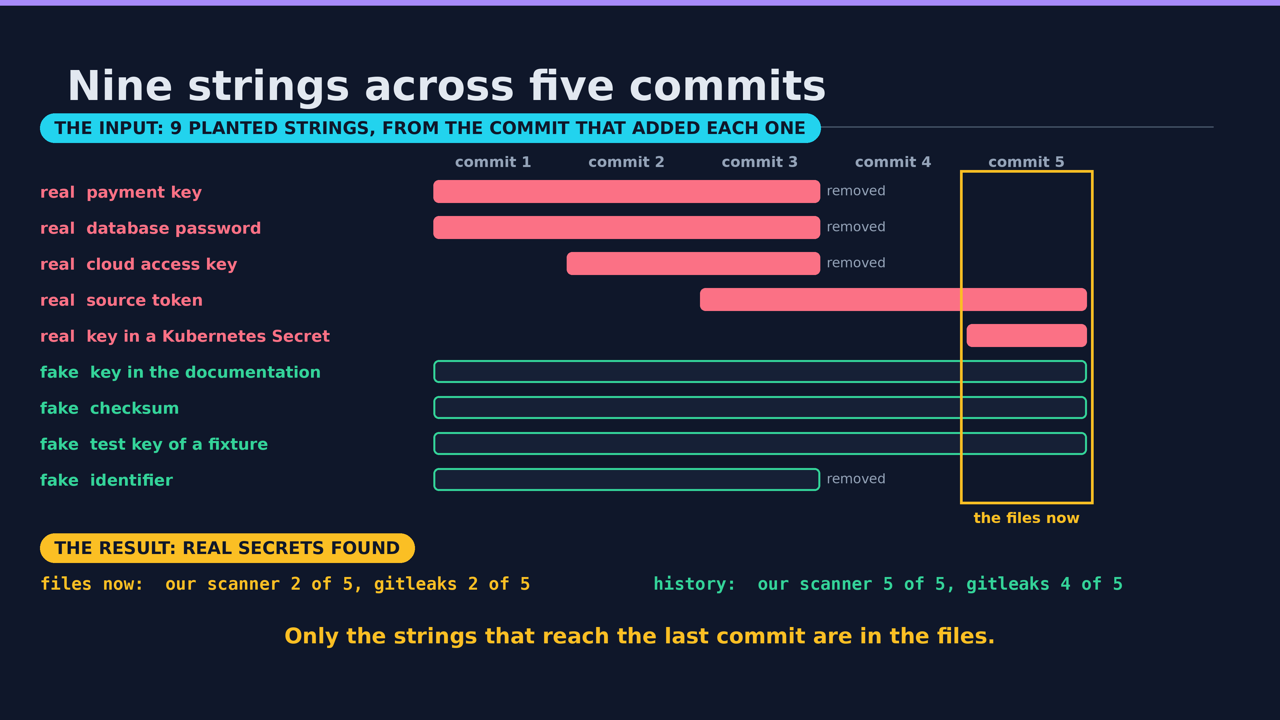 Nine strings across five commits
THE INPUT: 9 PLANTED STRINGS, FROM THE COMMIT THAT ADDED EACH ONE
commit 1 commit 2 commit 3 commit 4 commit 5
real payment key removed
real database password removed
real cloud access key removed
real source token
real key in a Kubernetes Secret
fake key in the documentation
fake checksum
fake test key of a fixture
fake identifier removed
the files now
THE RESULT: REAL SECRETS FOUND
files now: our scanner 2 of 5, gitleaks 2 of 5 history: our scanner 5 of 5, gitleaks 4 of 5
Only the strings that reach the last commit are in the files.